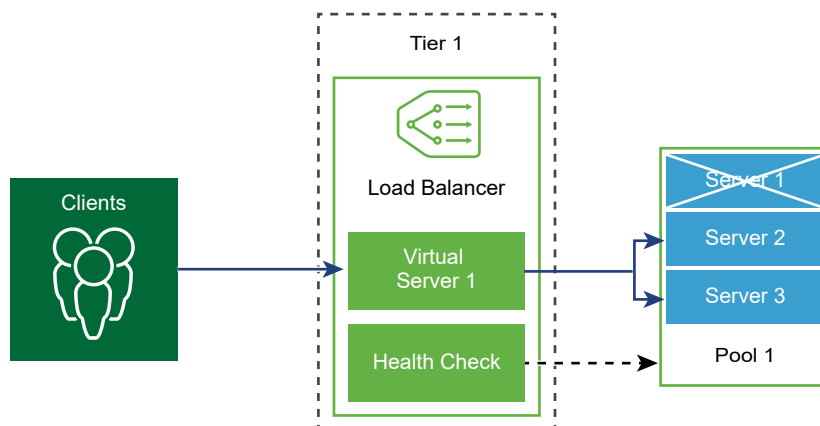 Tier 1
Load Balancer
Clients
Virtual
Server 1
Health Check
Server 1
Server 2
Server 3
Pool 1